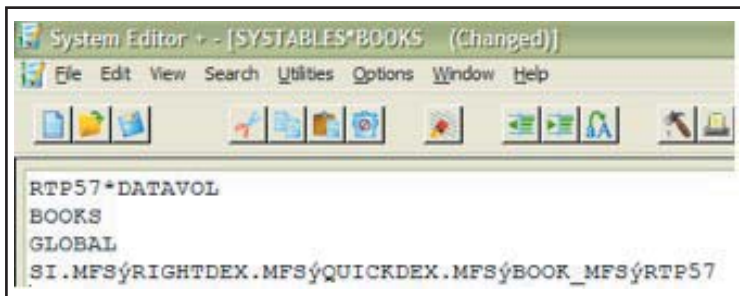 System Editor + - [SYSTABLES*BOOKS (Changed)]
File Edit View Search Utilities Options Window Help
RTP57*DATAVOL
BOOKS
GLOBAL
SI.MFSýRIGHTDEX.MFSýQUICKDEX.MFSýBOOK_MFSýRTP57